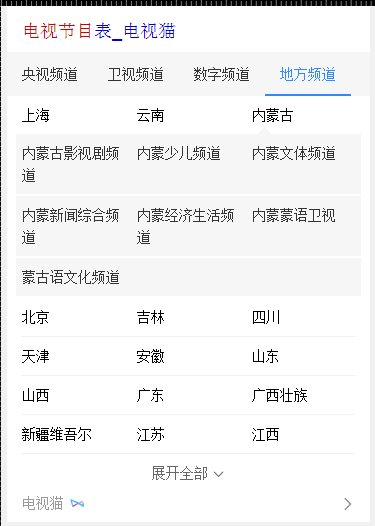 电视节目表_电视猫
央视频道 卫视频道 数字频道 地方频道
上海 云南 内蒙古
内蒙古影视剧频道 内蒙少儿频道 内蒙文体频道
内蒙新闻综合频道 内蒙经济生活频道 内蒙蒙语卫视
蒙古语文化频道
北京 吉林 四川
天津 安徽 山东
山西 广东 广西壮族
新疆维吾尔 江苏 江西
展开全部
电视猫